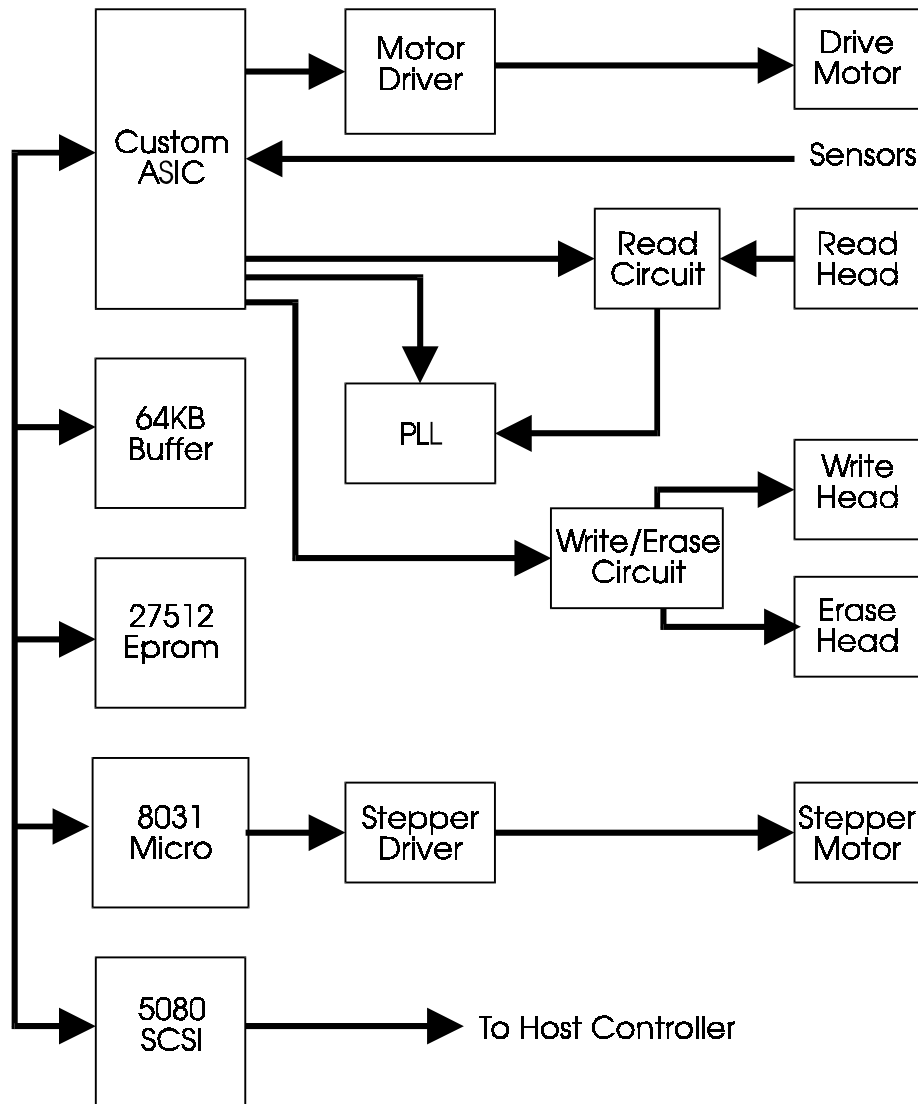 Motor
Driver
Drive
Motor
Custom
ASIC
Sensors
Read
Circuit
Read
Head
64KB
Buffer
PLL
Write
Head
Write/Erase
Circuit
27512
Eprom
Erase
Head
8031
Micro
Stepper
Driver
Stepper
Motor
5080
SCSI
To Host Controller